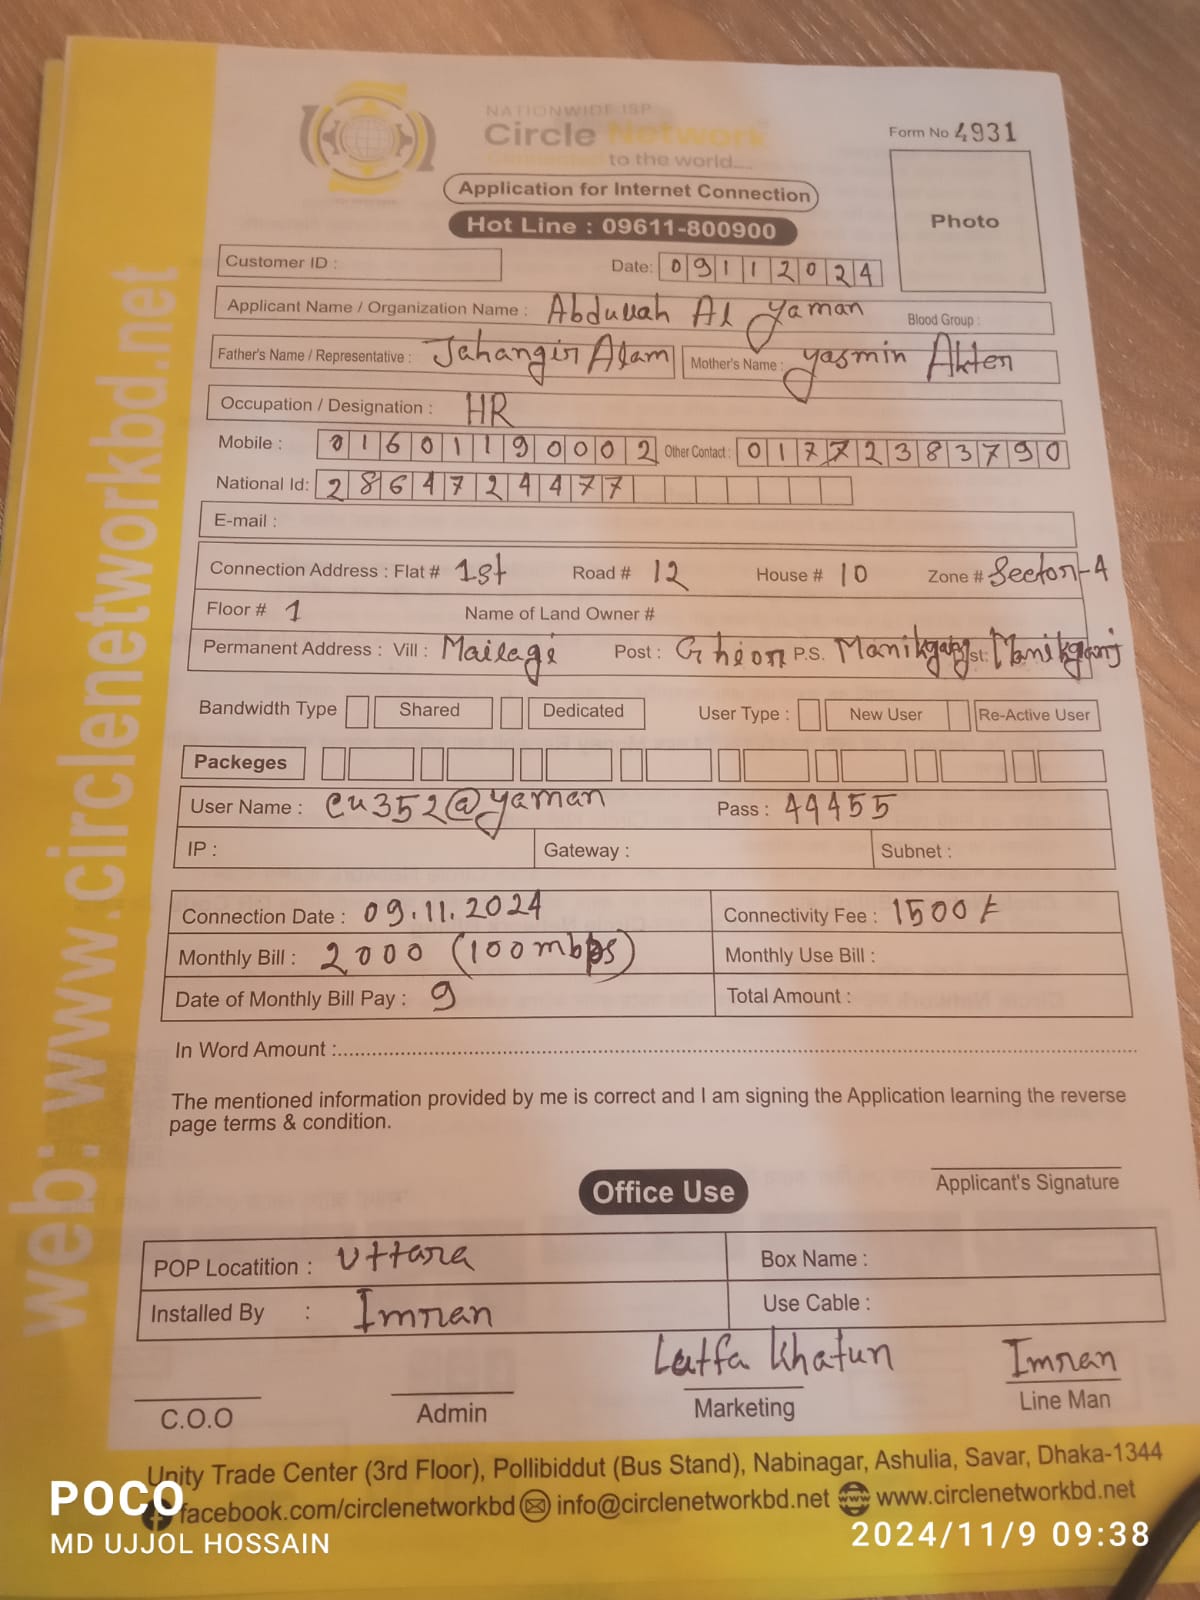 web: www.circlenetworkbd.net
NATIONWIDE ISP
Circle Network
to the world....
Form No 4931
Photo
Application for Internet Connection
Hot Line : 09611-800900
Customer ID :
Date: 09112024
Applicant Name / Organization Name : Abdullah Al Yaman Blood Group :
Father's Name / Representative : Jahangir Alam Mother's Name : Yasmin Akter
Occupation / Designation : HR
Mobile : 01601190002 Other Contact : 01772383790
National Id: 2864724477
E-mail :
Connection Address : Flat # 1st Road # 12 House # 10 Zone # Sector-4
Floor # 1 Name of Land Owner #
Permanent Address : Vill : Mailagi Post : Ghior P.S. Manikganj st: Manikganj
Bandwidth Type Shared Dedicated User Type : New User Re-Active User
Packeges
User Name : cn352@yaman Pass : 44455
IP : Gateway : Subnet :
Connection Date : 09.11.2024 Connectivity Fee : 1500
Monthly Bill : 2000 (100mbps) Monthly Use Bill :
Date of Monthly Bill Pay : 9 Total Amount :
In Word Amount :
The mentioned information provided by me is correct and I am signing the Application learning the reverse
page terms & condition.
Applicant's Signature
Office Use
POP Locatition : Uttara Box Name :
Installed By : Imran Use Cable :
Latfa Khatun Imran
C.O.O Admin Marketing Line Man
Unity Trade Center (3rd Floor), Pollibiddut (Bus Stand), Nabinagar, Ashulia, Savar, Dhaka-1344
facebook.com/circlenetworkbd info@circlenetworkbd.net www.circlenetworkbd.net
POCO
MD UJJOL HOSSAIN
2024/11/9 09:38